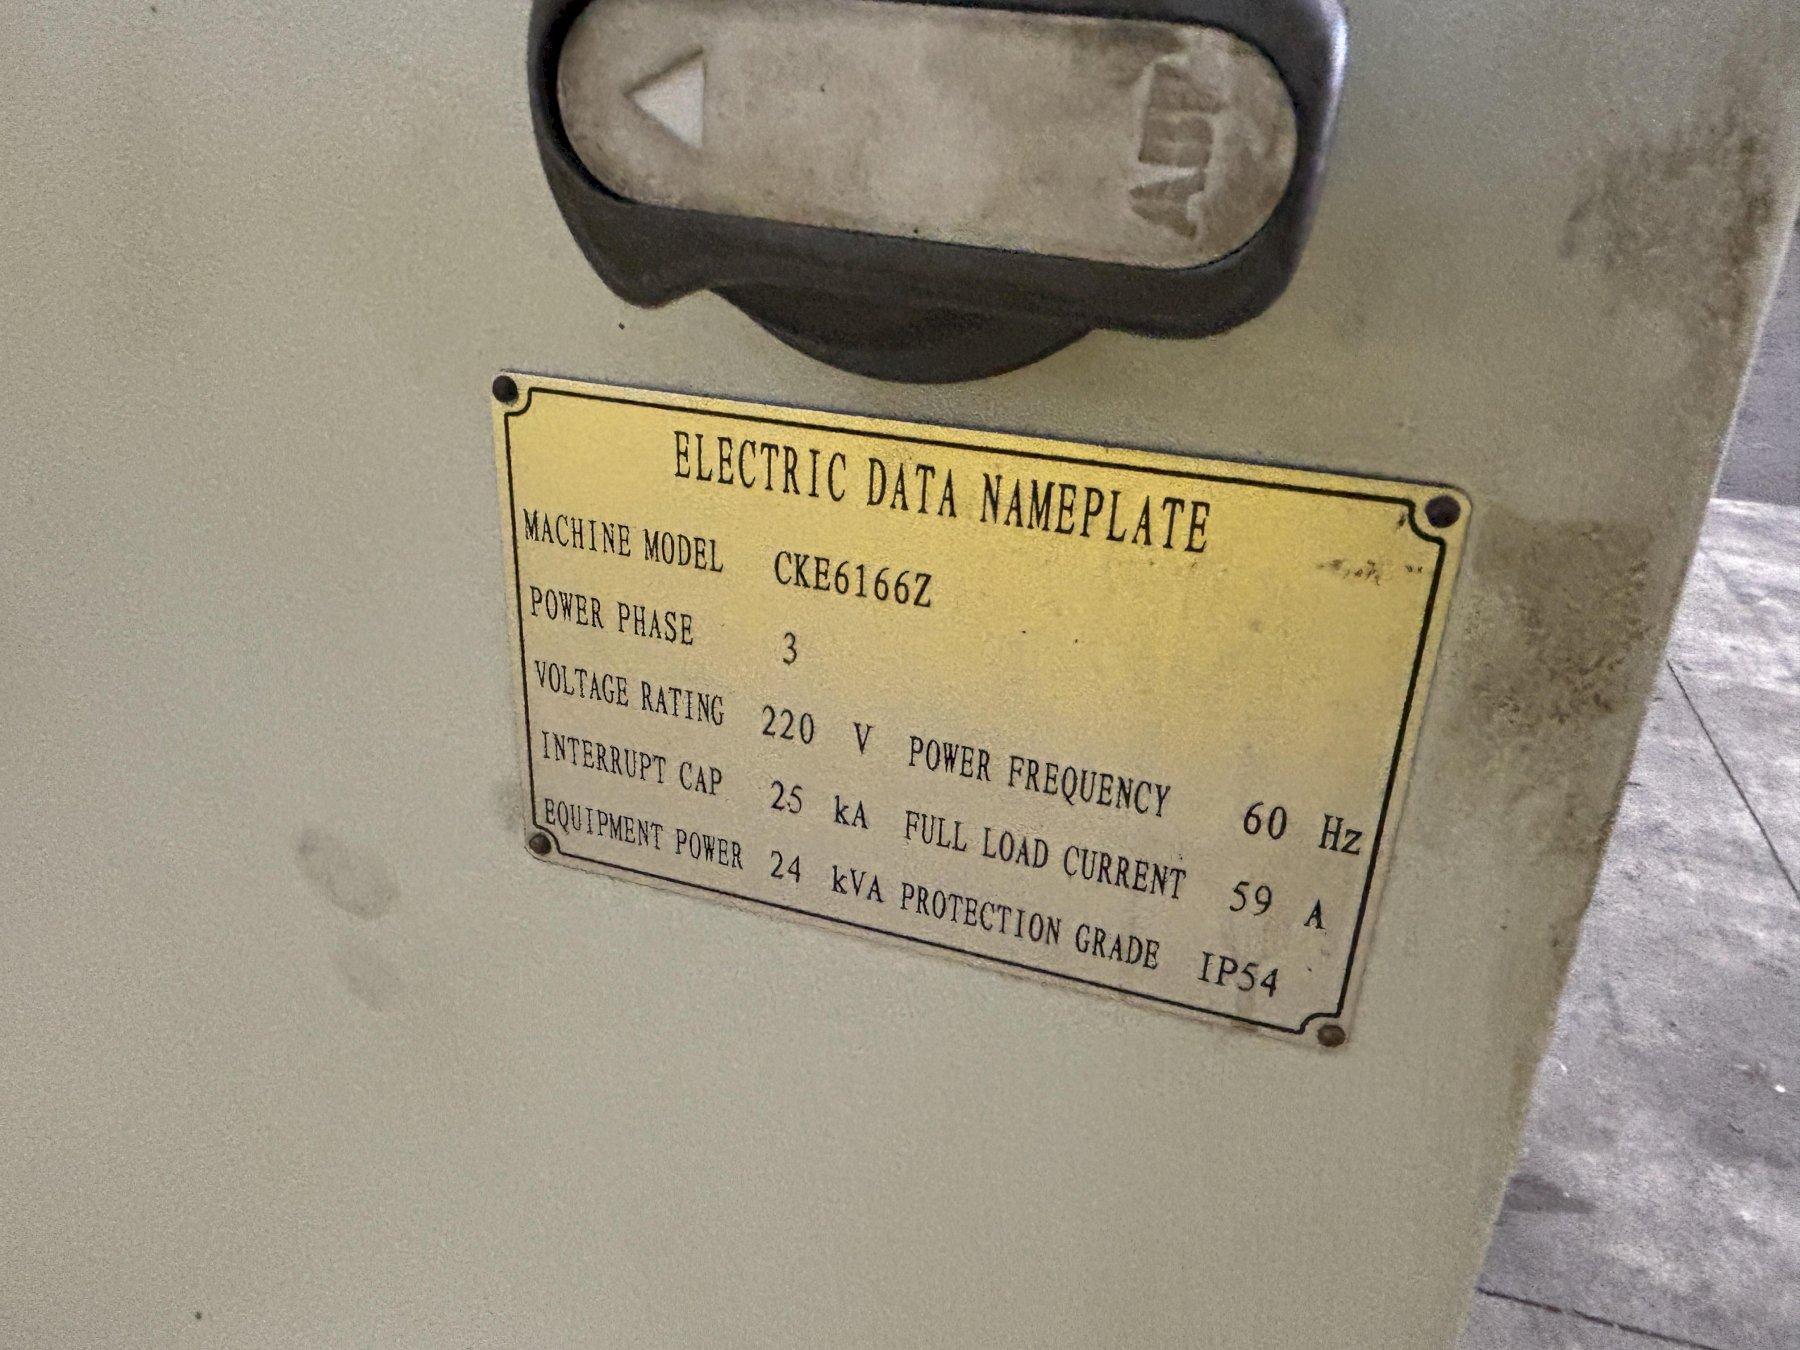 ABB
ELECTRIC DATA NAMEPLATE
MACHINE MODEL CKE6166Z
POWER PHASE 3
VOLTAGE RATING 220 V POWER FREQUENCY 60 Hz
INTERRUPT CAP 25 kA FULL LOAD CURRENT 59 A
EQUIPMENT POWER 24 kVA PROTECTION GRADE IP54